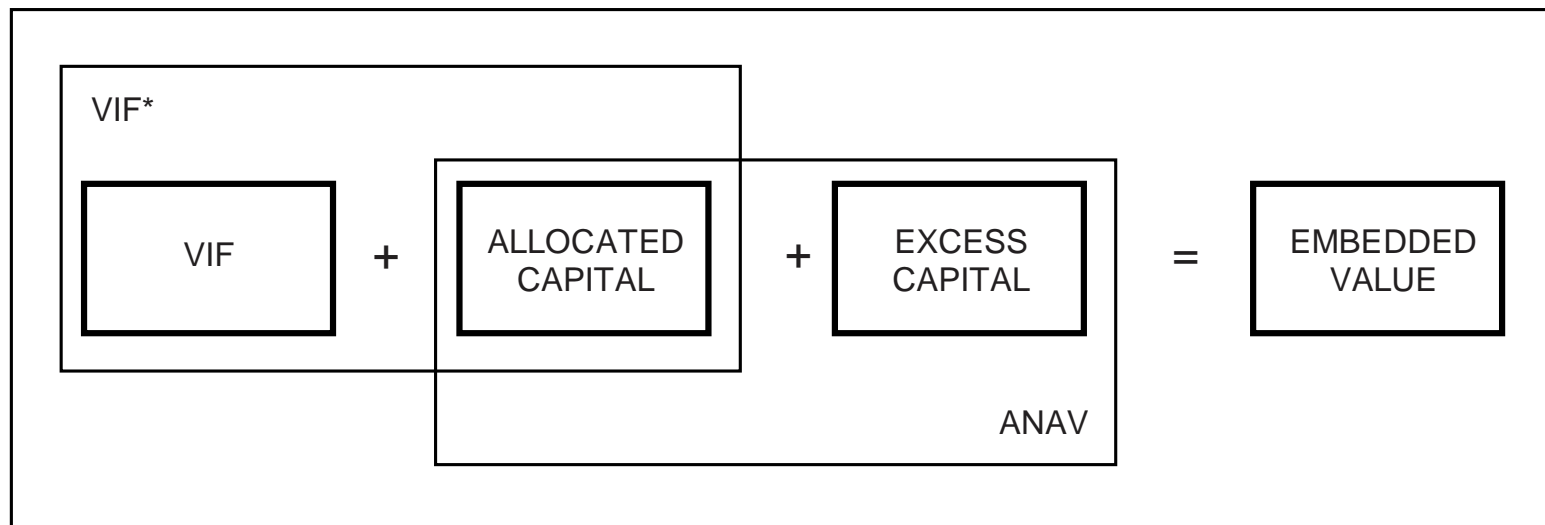 VIF*
VIF
+
ALLOCATED
CAPITAL
+
EXCESS
CAPITAL
=
EMBEDDED
VALUE
ANAV